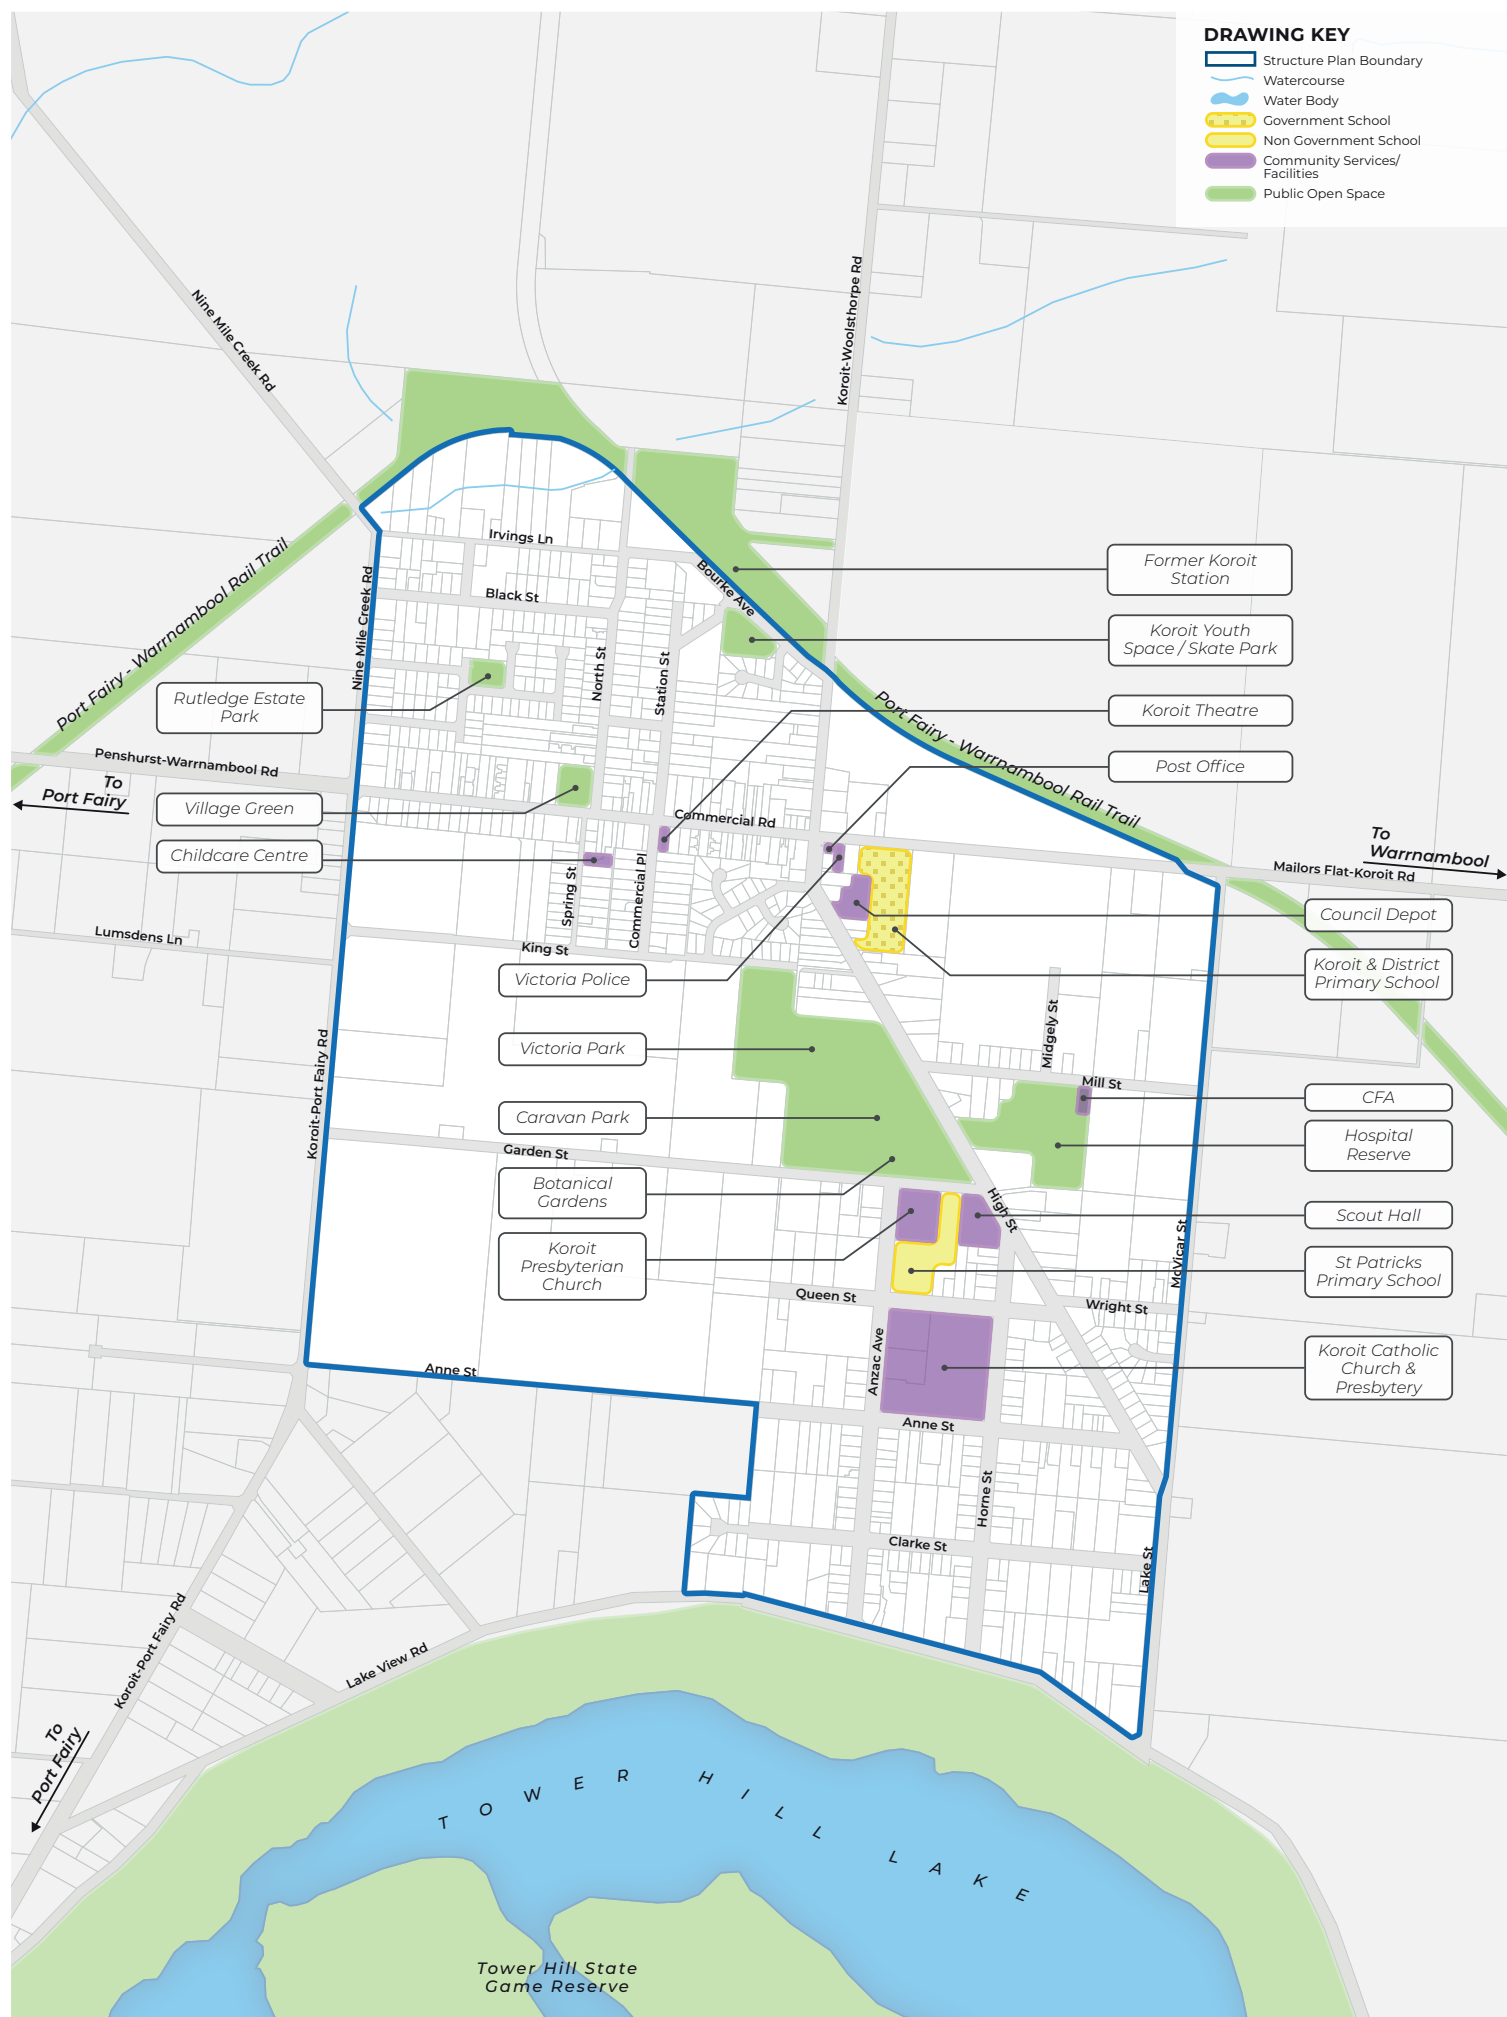 DRAWING KEY
Structure Plan Boundary
Watercourse
Water Body
Government School
Non Government School
Community Services/
Facilities
Public Open Space
Nine Mile Creek Rd
Koroit-Woolsthorpe Rd
Irvings Ln
Bourke Ave
Former Koroit
Station
Port Fairy - Warrnambool Rail Trail
Nine Mile Creek Rd
Black St
Koroit Youth
Space / Skate Park
North St
Station St
Rutledge Estate
Park
Koroit Theatre
Port Fairy - Warrnambool Rail Trail
Penshurst-Warrnambool Rd
Post Office
To
Port Fairy
Village Green
Commercial Rd
To
Warrnambool
Childcare Centre
Mailors Flat-Koroit Rd
Spring St
Commercial Pl
Council Depot
Lumsdens Ln
King St
Victoria Police
Koroit & District
Primary School
Victoria Park
Midgely St
Koroit-Port Fairy Rd
Mill St
CFA
Caravan Park
Hospital
Reserve
Garden St
Botanical
Gardens
High St
Scout Hall
Koroit
Presbyterian
Church
McVicar St
St Patricks
Primary School
Queen St
Wright St
Anzac Ave
Koroit Catholic
Church &
Presbytery
Anne St
Anne St
Horne St
Clarke St
Lake St
Koroit-Port Fairy Rd
Lake View Rd
To
Port Fairy
TOWER HILL LAKE
Tower Hill State
Game Reserve